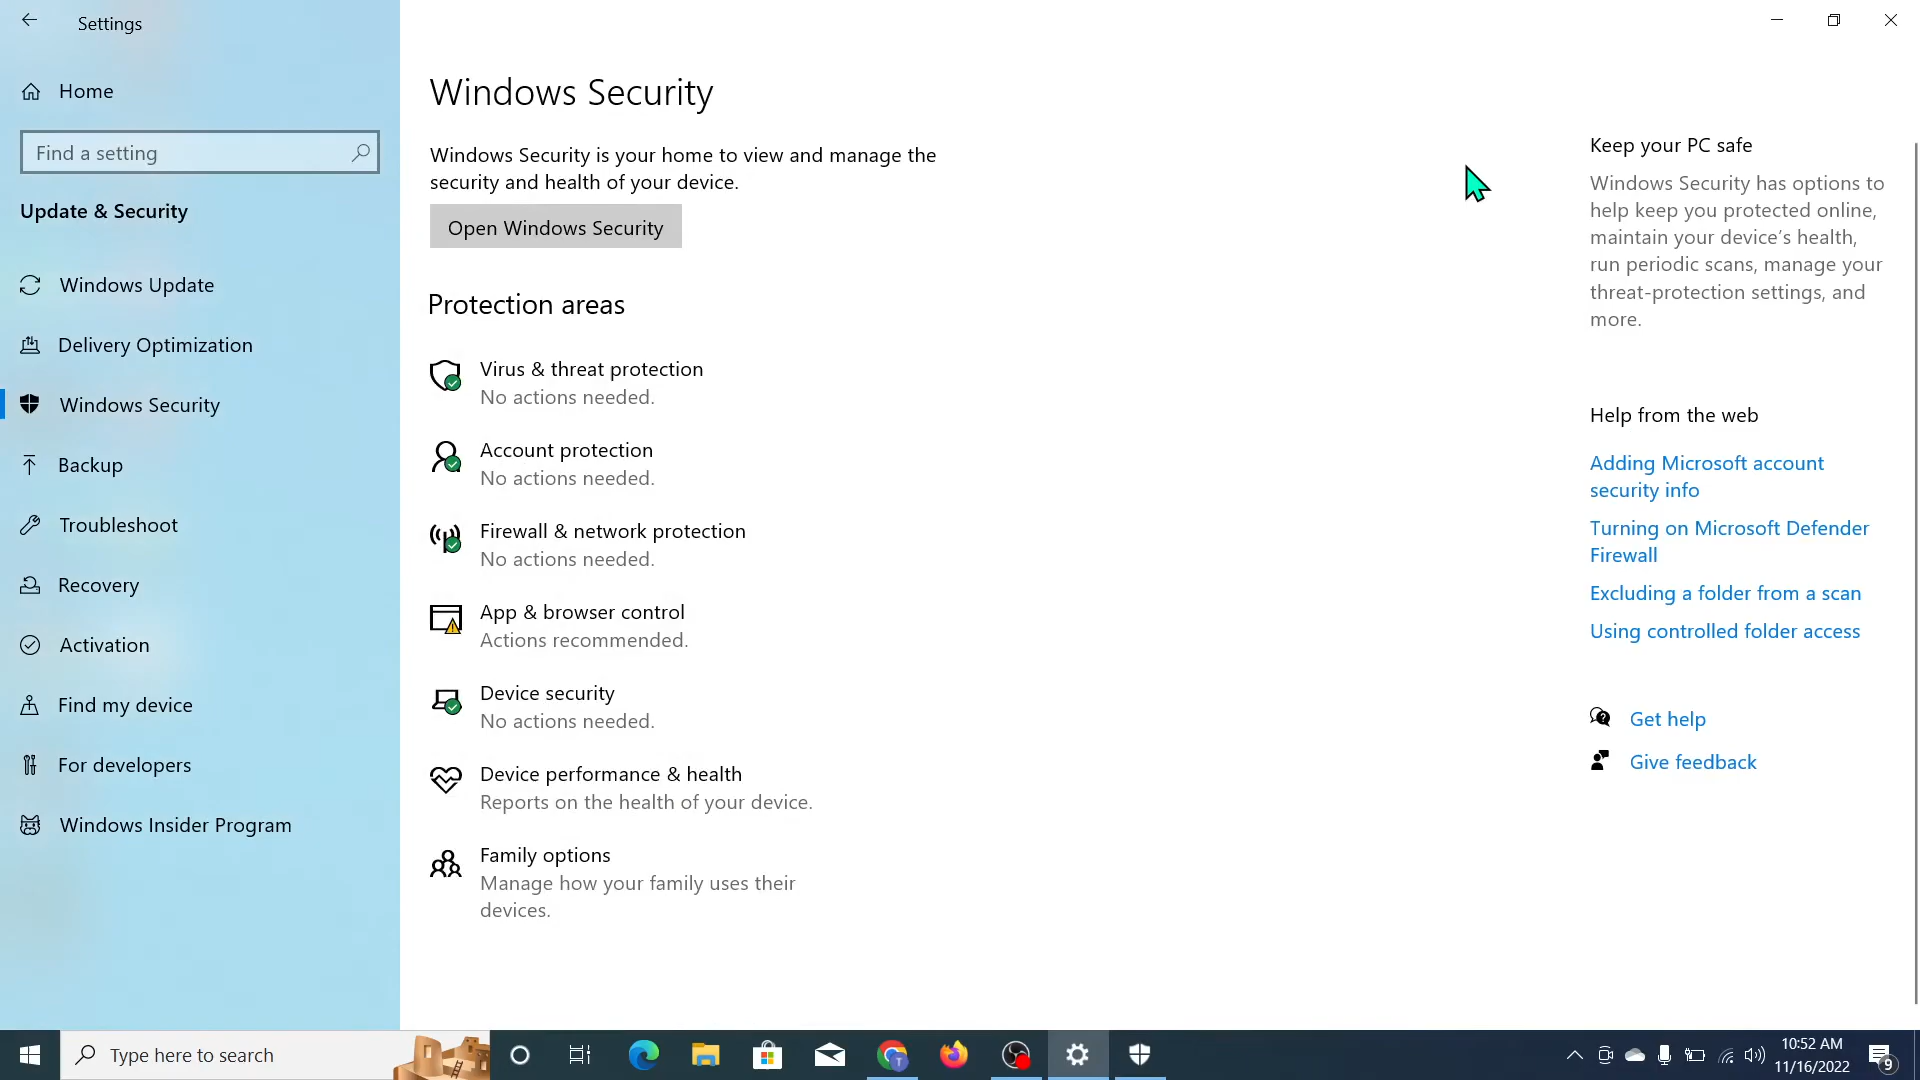 Settings
Home
Find a setting
Update & Security
Windows Update
Delivery Optimization
Windows Security
Backup
Troubleshoot
Recovery
Activation
Find my device
For developers
Windows Insider Program
Windows Security
Windows Security is your home to view and manage the
security and health of your device.
Open Windows Security
Protection areas
Virus & threat protection
No actions needed.
Account protection
No actions needed.
Firewall & network protection
No actions needed.
App & browser control
Actions recommended.
Device security
No actions needed.
Device performance & health
Reports on the health of your device.
Family options
Manage how your family uses their
devices.
Keep your PC safe
Windows Security has options to
help keep you protected online,
maintain your device’s health,
run periodic scans, manage your
threat-protection settings, and
more.
Help from the web
Adding Microsoft account
security info
Turning on Microsoft Defender
Firewall
Excluding a folder from a scan
Using controlled folder access
Get help
Give feedback
Type here to search
T
10:52 AM
11/16/2022
9